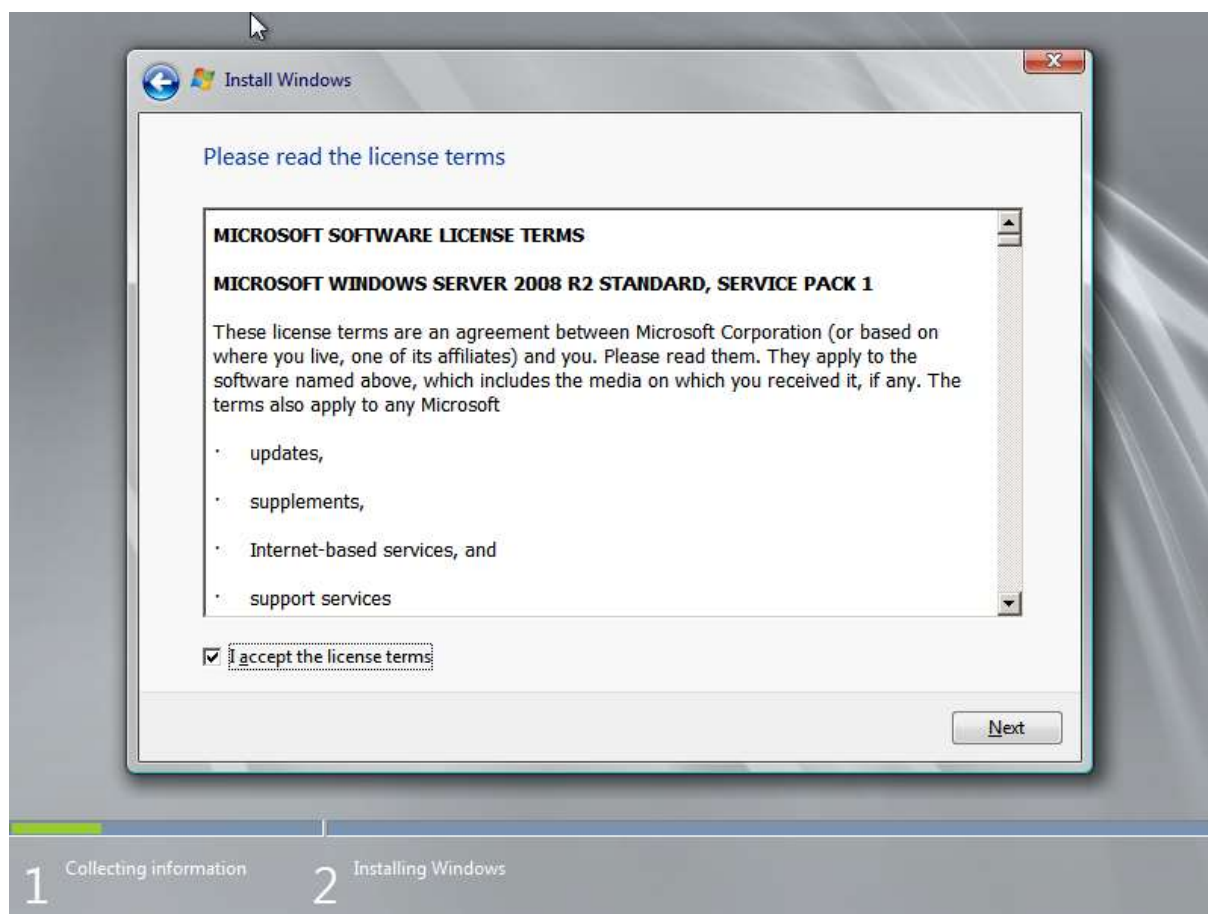 Install Windows
Please read the license terms
MICROSOFT SOFTWARE LICENSE TERMS
MICROSOFT WINDOWS SERVER 2008 R2 STANDARD, SERVICE PACK 1
These license terms are an agreement between Microsoft Corporation (or based on
where you live, one of its affiliates) and you. Please read them. They apply to the
software named above, which includes the media on which you received it, if any. The
terms also apply to any Microsoft
· updates,
· supplements,
· Internet-based services, and
· support services
I accept the license terms
Next
1 Collecting information
2 Installing Windows